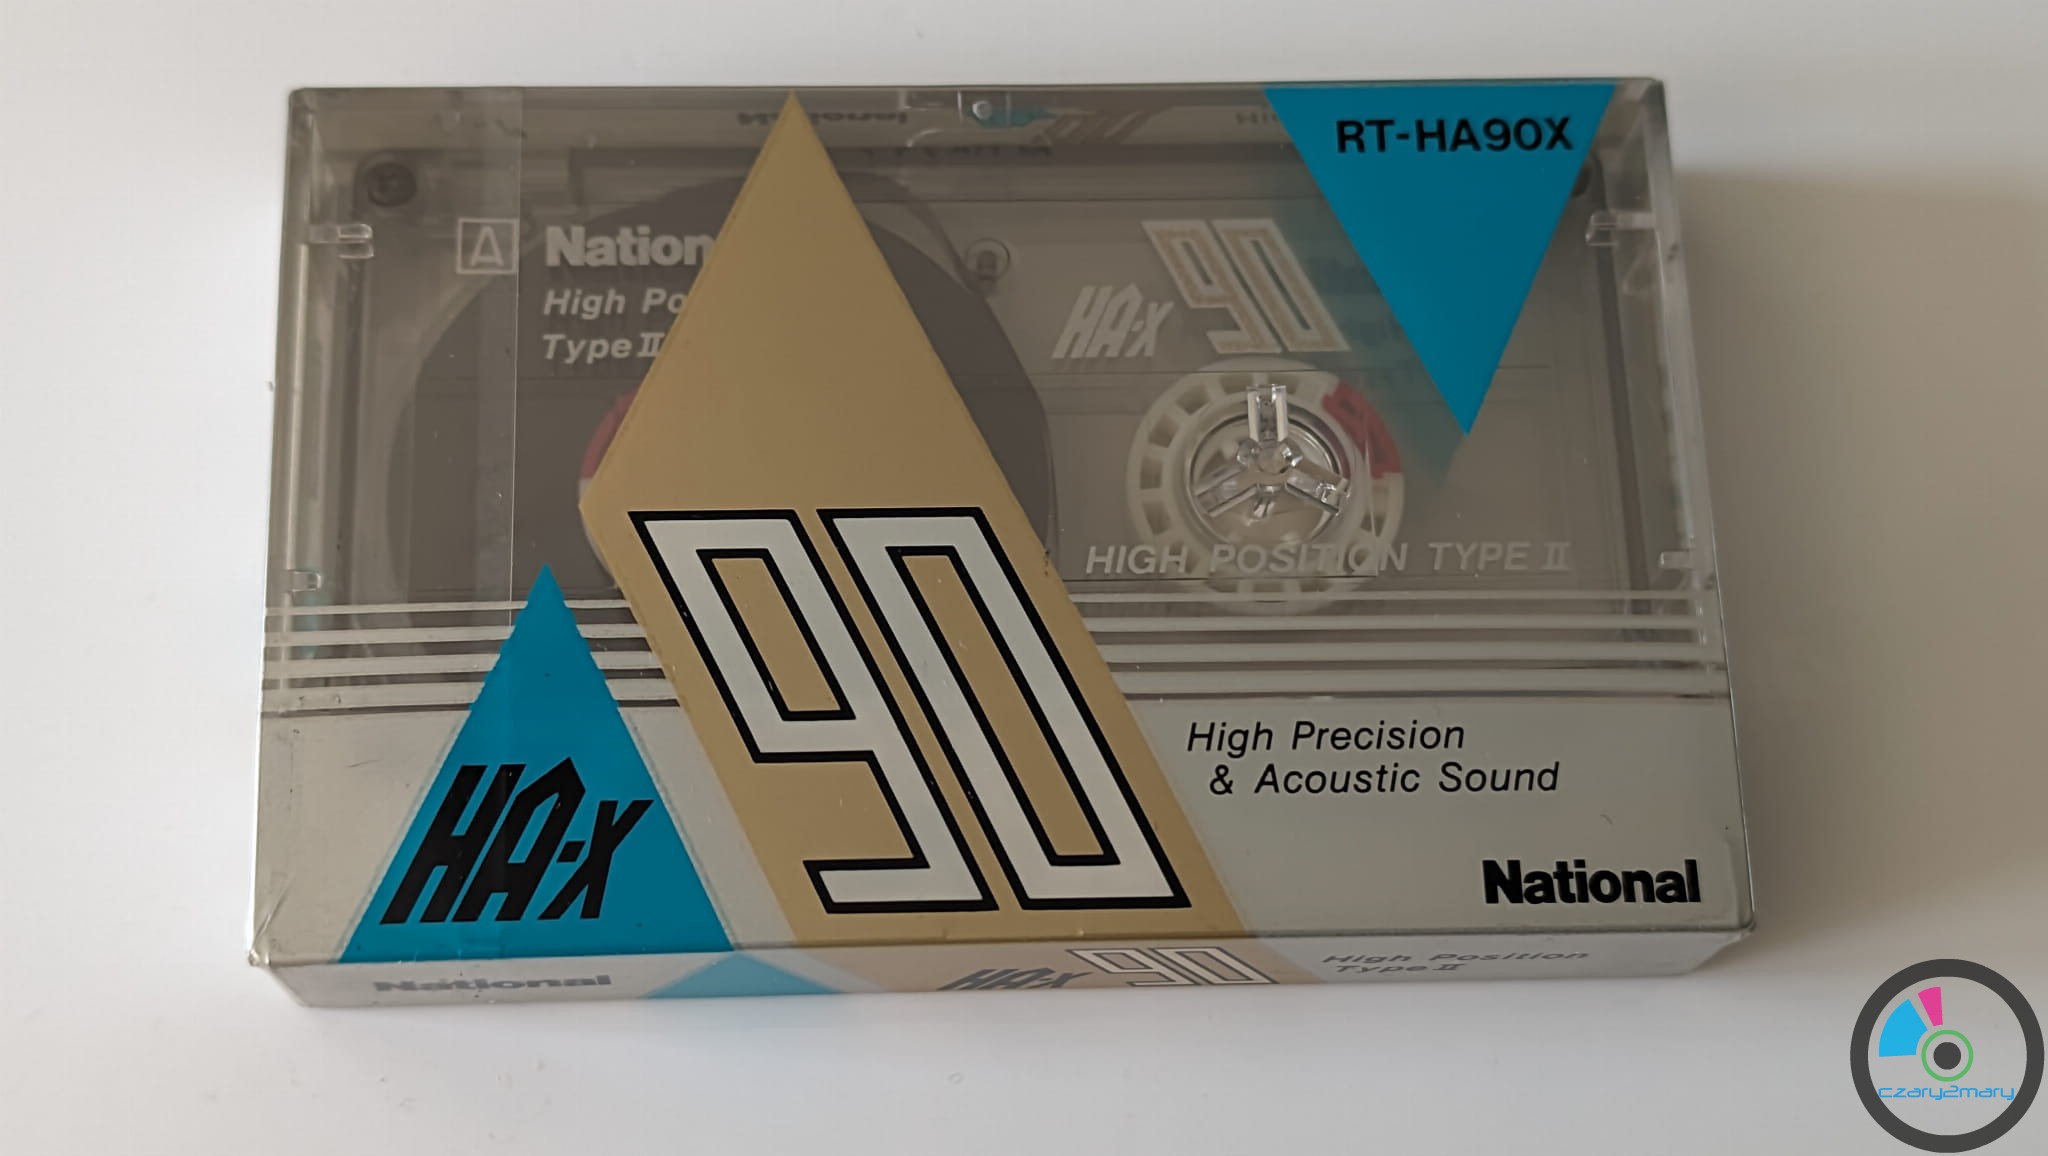 RT-HA90X
A
Nation
High Po
Type II
HA-X 90
HIGH POSITION TYPE II
90
HA-X
High Precision
& Acoustic Sound
National
National
HA-X 90
High Position
Type II
National
czary2mary